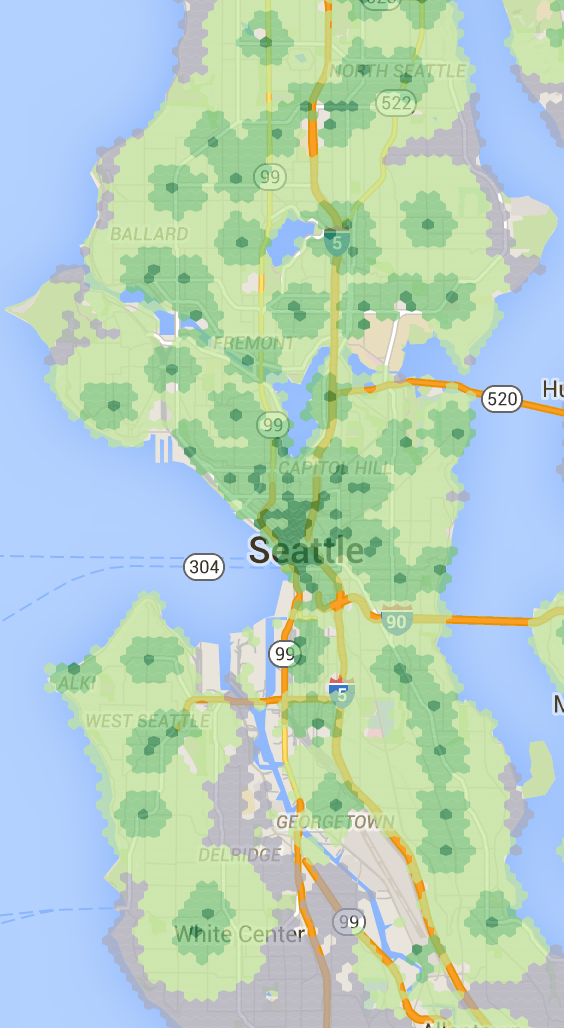 NORTH SEATTLE
522
99
BALLARD
5
FREMONT
520
99
CAPITOL HILL
Seattle
304
90
99
ALKI
5
WEST SEATTLE
GEORGETOWN
DELRIDGE
White Center
99